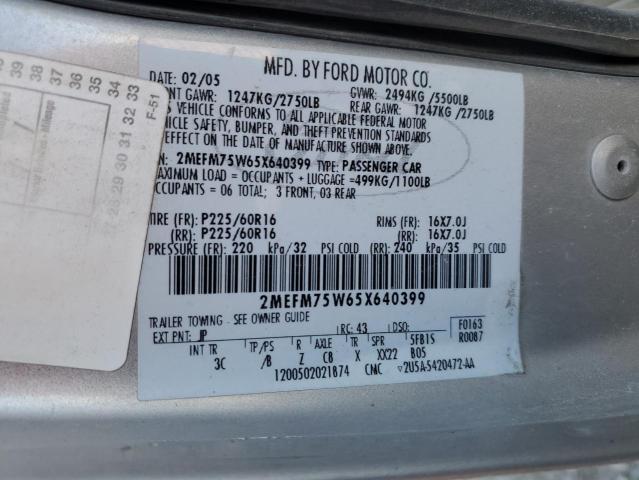 MFD. BY FORD MOTOR CO.
DATE: 02/05 GVWR: 2494KG /5500LB
FRONT GAWR: 1247KG/2750LB REAR GAWR: 1247 KG /2750LB
VEHICLE CONFORMS TO ALL APPLICABLE FEDERAL MOTOR
VEHICLE SAFETY, BUMPER, AND THEFT PREVENTION STANDARDS
IN EFFECT ON THE DATE OF MANUFACTURE SHOWN ABOVE.
2MEFM75W65X640399 TYPE: PASSENGER CAR
MAXIMUM LOAD = OCCUPANTS + LUGGAGE =499KG/1100LB
OCCUPANTS = 06 TOTAL; 3 FRONT, 03 REAR
TIRE (FR): P225/60R16 RIMS (FR): 16X7.0J
(RR): P225/60R16 (RR): 16X7.0J
PRESSURE (FR): 220 kPa/32 PSI COLD (RR): 240 kPa/35 PSI COLD
2MEFM75W65X640399
TRAILER TOWING - SEE OWNER GUIDE
EXT PNT: JP RC: 43 DSO: F0163
INT TR TP/PS R AXLE TR SPR 5FB1S R0087
3C /B Z CB X XX22 B05
1200502021874 CMC 2U5A-5420472-AA
39 38 37 36 35 34 33
F-51
28 29 30 31 32
Mileage